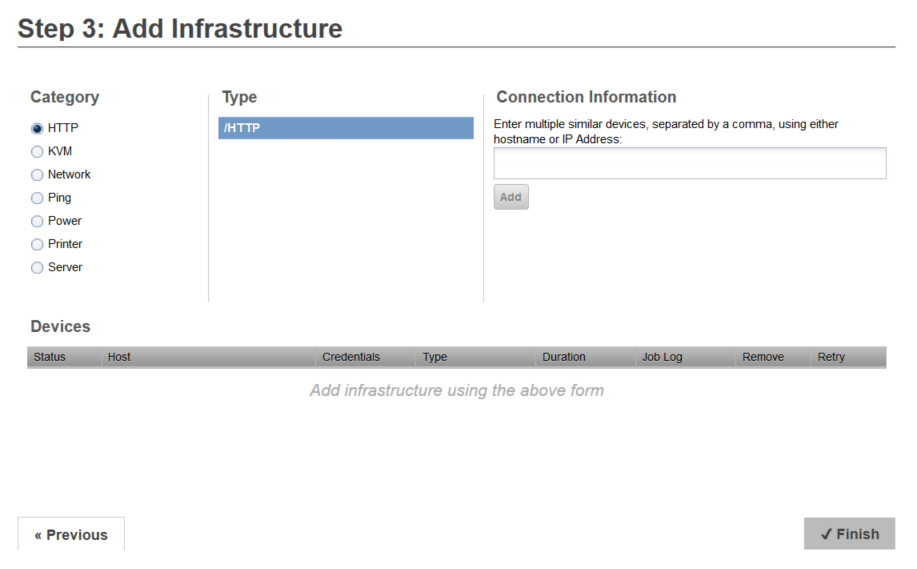 Step 3: Add Infrastructure
Category
HTTP
KVM
Network
Ping
Power
Printer
Server
Type
/HTTP
Connection Information
Enter multiple similar devices, separated by a comma, using either
hostname or IP Address:
Add
Devices
Status Host Credentials Type Duration Job Log Remove Retry
Add infrastructure using the above form
« Previous
✓ Finish